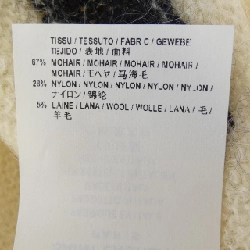 TISSU / TESSUTO / FABRIC / GEWEBE
TEJIDO / 表地 / 面料
67% MOHAIR / MOHAIR / MOHAIR / MOHAIR /
MOHAIR / モヘヤ / 马海毛
28% NYLON / NYLON / NYLON / NYLON / NYLON /
ナイロン / 锦纶
5% LAINE / LANA / WOOL / WOLLE / LANA / 毛 /
羊毛